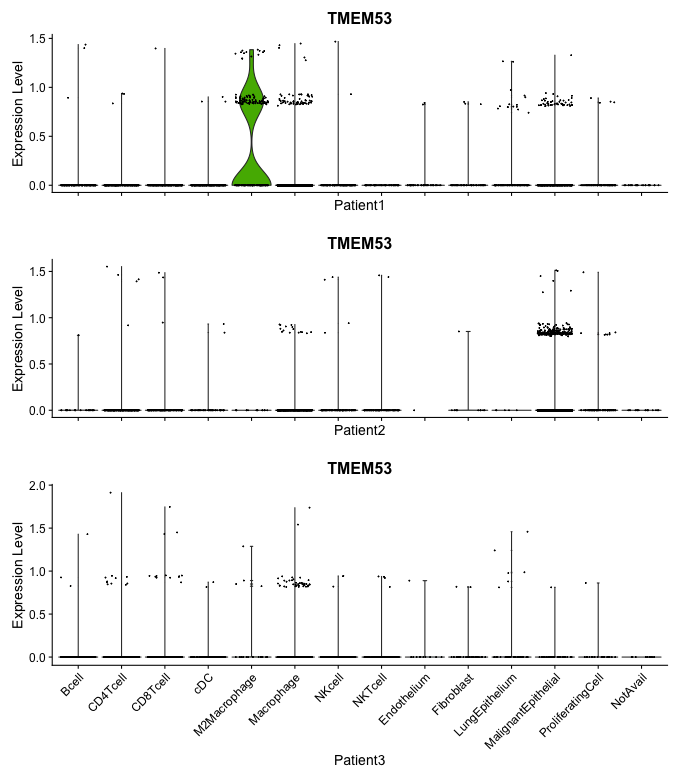 TMEM53
Expression Level
1.5
1.0
0.5
0.0
Patient1
TMEM53
Expression Level
1.5
1.0
0.5
0.0
Patient2
TMEM53
Expression Level
2.0
1.5
1.0
0.5
0.0
Bcell
CD4Tcell
CD8Tcell
cDC
M2Macrophage
Macrophage
NKcell
NKTcell
Endothelium
Fibroblast
LungEpithelium
MalignantEpithelial
ProliferatingCell
NotAvail
Patient3